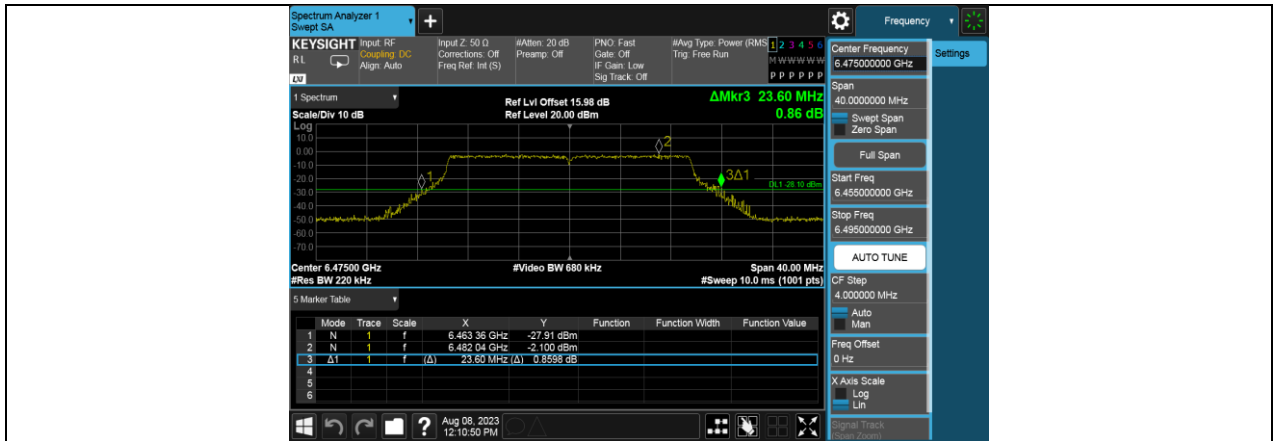 Spectrum Analyzer 1
Swept SA
Frequency
KEYSIGHT
RL
LXI
Input: RF
Coupling: DC
Align: Auto
Input Z: 50 Ω
Corrections: Off
Freq Ref: Int (S)
#Atten: 20 dB
Preamp: Off
PNO: Fast
Gate: Off
IF Gain: Low
Sig Track: Off
#Avg Type: Power (RMS
Trig: Free Run
1 2 3 4 5 6
M W W W W W
P P P P P P
1 Spectrum
Scale/Div 10 dB
Ref Lvl Offset 15.98 dB
Ref Level 20.00 dBm
ΔMkr3 23.60 MHz
0.86 dB
Log
10.0
0.00
-10.0
-20.0
-30.0
-40.0
-50.0
-60.0
-70.0
1
2
3Δ1
DL1 -28.10 dBm
Center 6.47500 GHz
#Res BW 220 kHz
#Video BW 680 kHz
Span 40.00 MHz
#Sweep 10.0 ms (1001 pts)
5 Marker Table
Mode Trace Scale X Y Function Function Width Function Value
1 N 1 f 6.463 36 GHz -27.91 dBm
2 N 1 f 6.482 04 GHz -2.100 dBm
3 Δ1 1 f (Δ) 23.60 MHz (Δ) 0.8598 dB
4
5
6
?
Aug 08, 2023
12:10:50 PM
Center Frequency
6.475000000 GHz
Settings
Span
40.0000000 MHz
Swept Span
Zero Span
Full Span
Start Freq
6.455000000 GHz
Stop Freq
6.495000000 GHz
AUTO TUNE
CF Step
4.000000 MHz
Auto
Man
Freq Offset
0 Hz
X Axis Scale
Log
Lin
Signal Track
(Span Zoom)